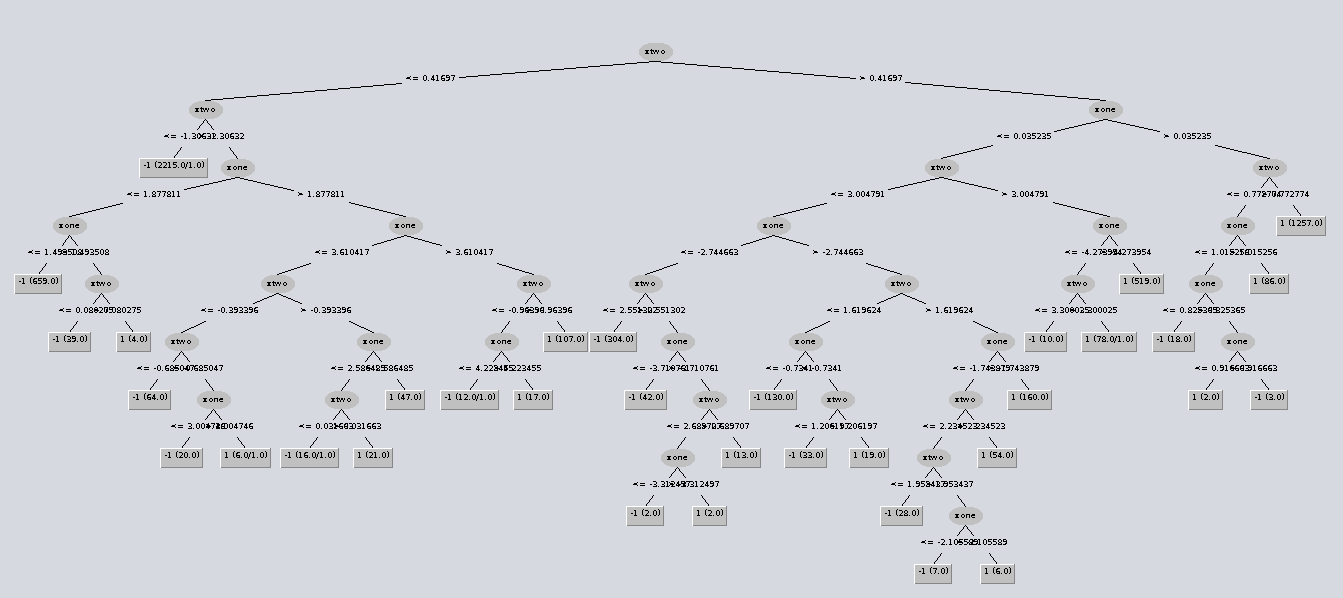 xtwo
<= 0.41697 > 0.41697
xtwo xone
<= -1.30632 > -1.30632 <= 0.035235 > 0.035235
-1 (2215.0/1.0) xone xtwo xtwo
<= 1.877811 > 1.877811 <= 3.004791 > 3.004791 <= 0.772774 > 0.772774
xone xone xone xone xone 1 (1257.0)
<= 1.493508 > 1.493508 <= 3.610417 > 3.610417 <= -2.744663 > -2.744663 <= -4.273954 > -4.273954 <= 1.015256 > 1.015256
-1 (659.0) xtwo xtwo xtwo xtwo xtwo xtwo 1 (519.0) xone 1 (86.0)
<= 0.080275 > 0.080275 <= -0.393396 > -0.393396 <= -0.96396 > -0.96396 <= 2.551302 > 2.551302 <= 1.619624 > 1.619624 <= 3.300025 > 3.300025 <= 0.825365 > 0.825365
-1 (39.0) 1 (4.0) xtwo xone xone 1 (107.0) -1 (304.0) xone xone xone -1 (10.0) 1 (78.0/1.0) -1 (18.0) xone
<= -0.685047 > -0.685047 <= 2.586485 > 2.586485 <= 4.223455 > 4.223455 <= -3.710761 > -3.710761 <= -0.7341 > -0.7341 <= -1.743879 > -1.743879 <= 0.916663 > 0.916663
-1 (64.0) xone xtwo 1 (47.0) -1 (12.0/1.0) 1 (17.0) -1 (42.0) xtwo -1 (130.0) xtwo xtwo 1 (160.0) 1 (2.0) -1 (3.0)
<= 3.004746 > 3.004746 <= 0.031663 > 0.031663 <= 2.689707 > 2.689707 <= 1.206197 > 1.206197 <= 2.234523 > 2.234523
-1 (20.0) 1 (6.0/1.0) -1 (16.0/1.0) 1 (21.0) xone 1 (13.0) -1 (33.0) 1 (19.0) xtwo 1 (54.0)
<= -3.312497 > -3.312497 <= 1.953437 > 1.953437
-1 (2.0) 1 (2.0) -1 (28.0) xone
<= -2.105589 > -2.105589
-1 (7.0) 1 (6.0)